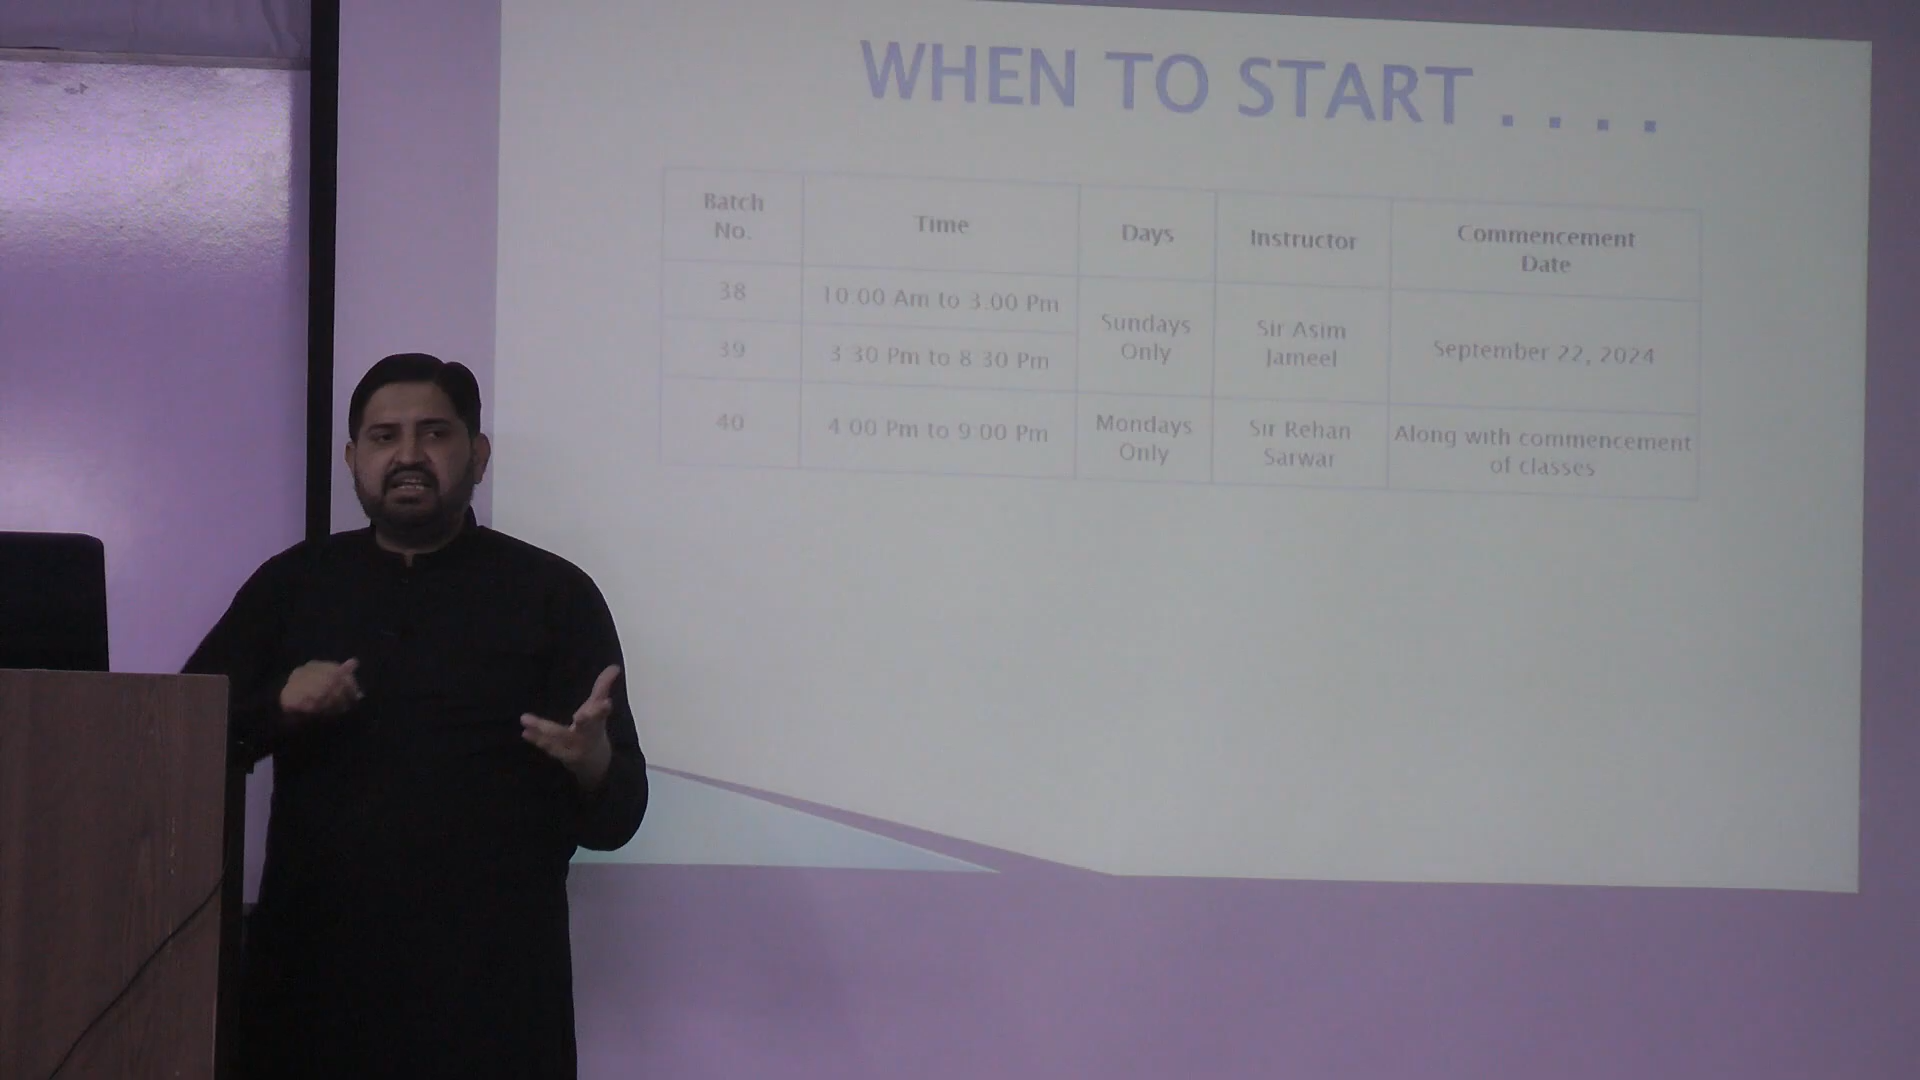 WHEN TO START . . . .
Batch
No.
Time
Days
Instructor
Commencement
Date
38
10.00 Am to 3.00 Pm
Sundays
Only
Sir Asim
Jameel
September 22, 2024
39
3.30 Pm to 8.30 Pm
40
4.00 Pm to 9:00 Pm
Mondays
Only
Sir Rehan
Sarwar
Along with commencement
of classes